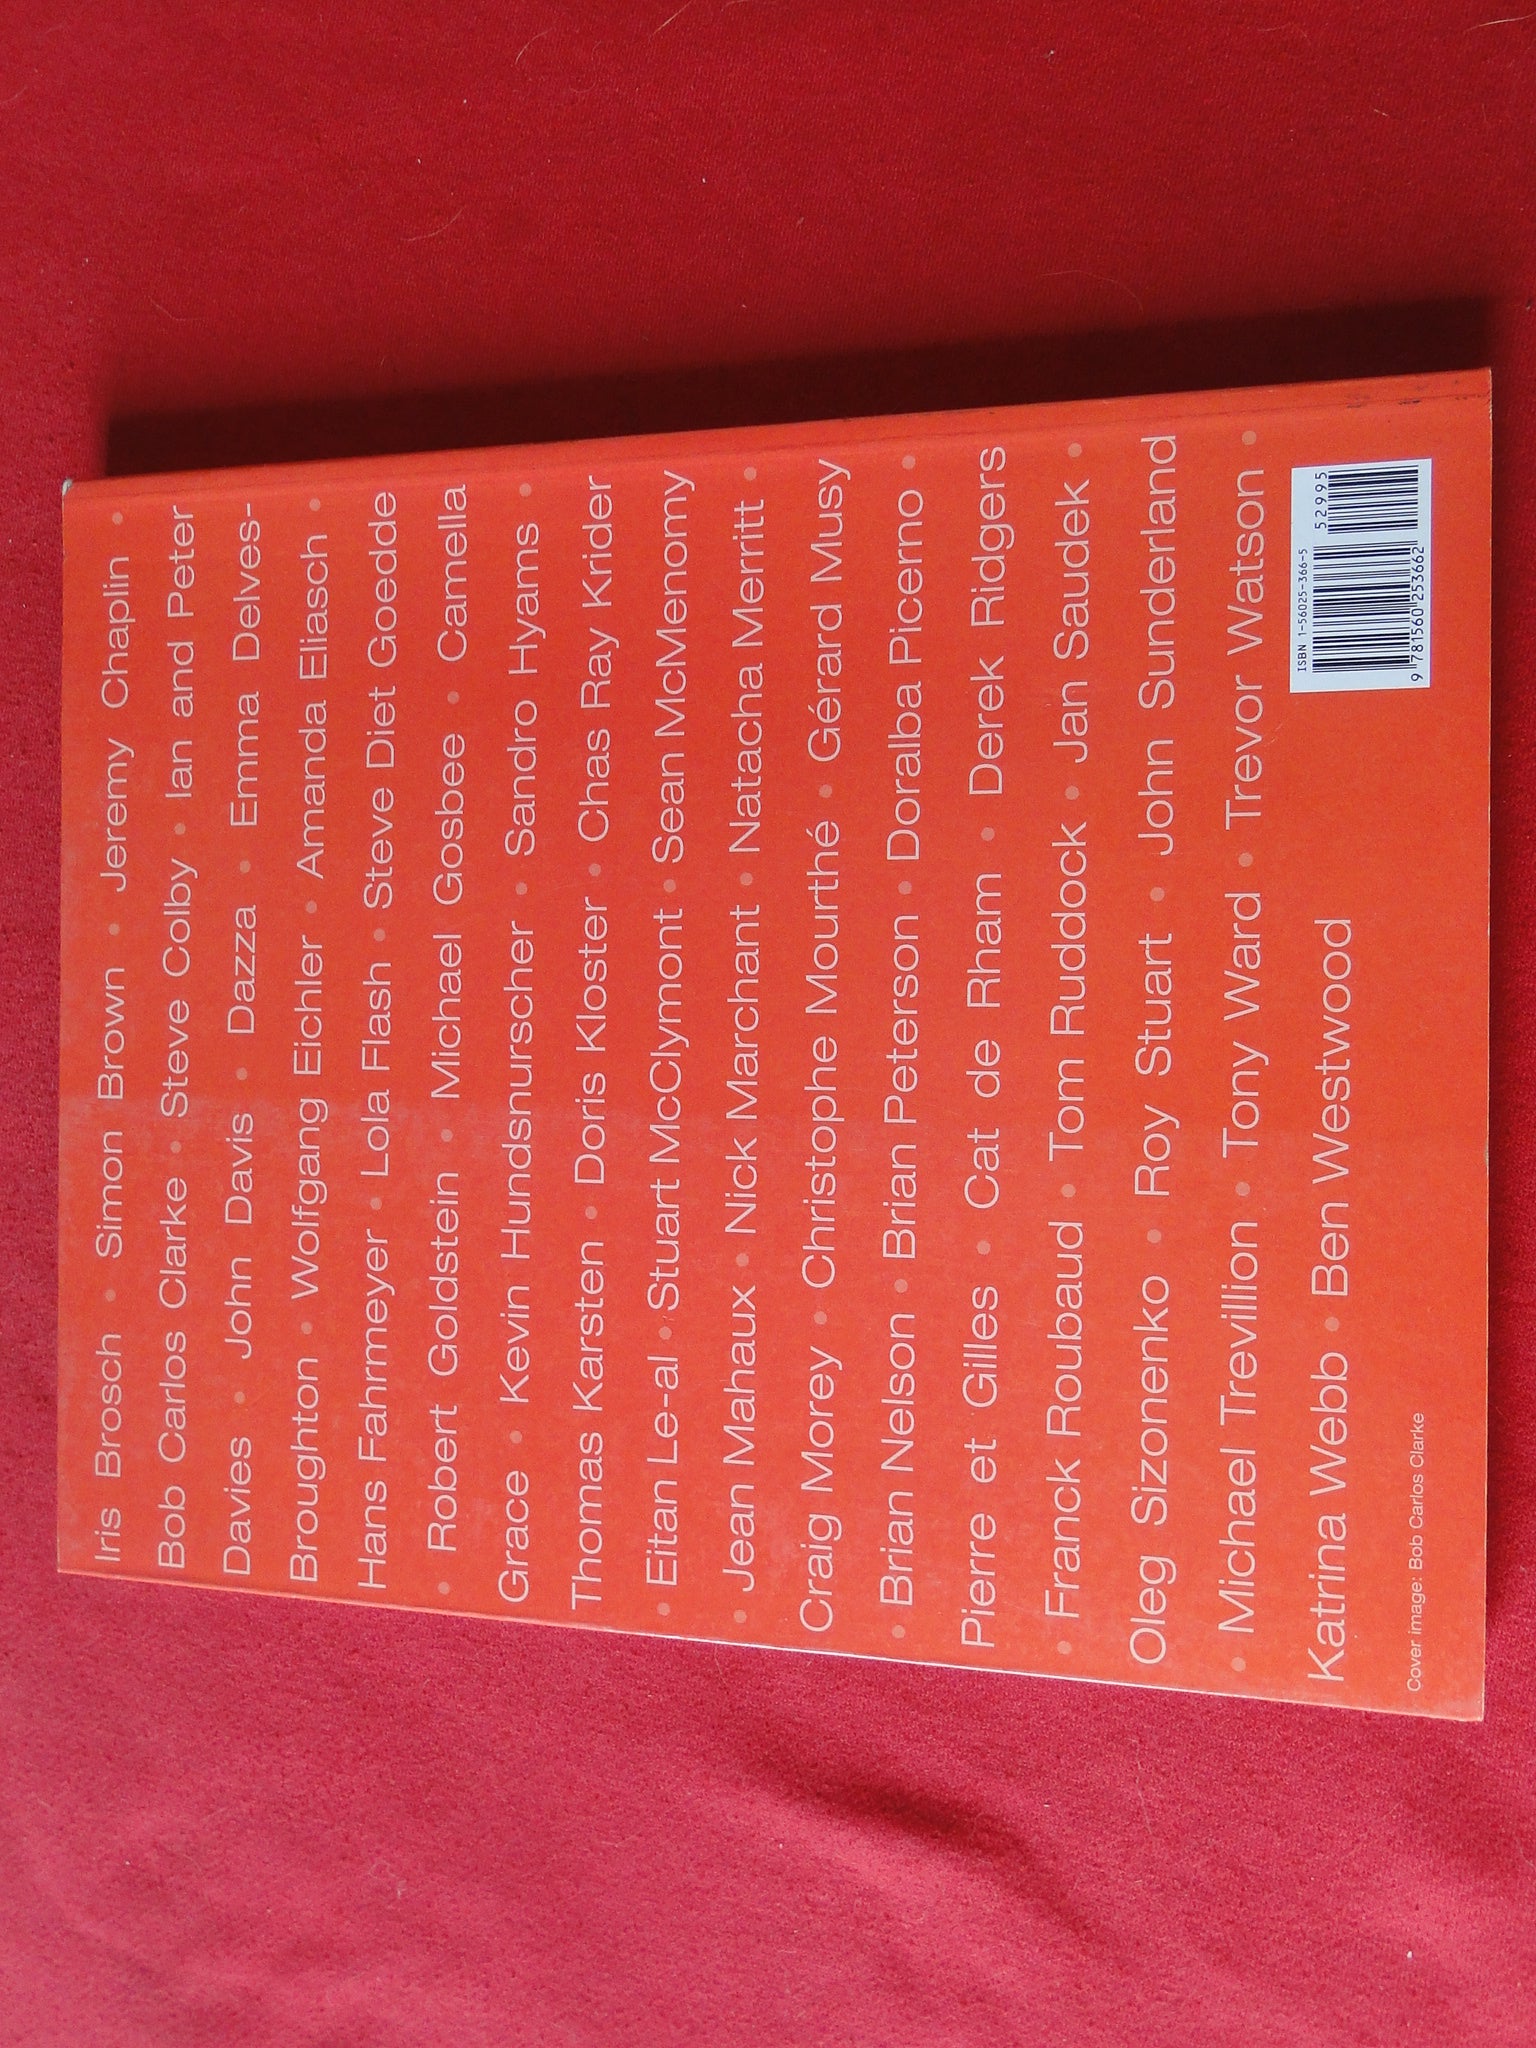 Iris Brosch • Simon Brown • Jeremy Chaplin •
Bob Carlos Clarke • Steve Colby • Ian and Peter
Davies • John Davis • Dazza • Emma Delves-
Broughton • Wolfgang Eichler • Amanda Eliasch •
Hans Fahrmeyer • Lola Flash • Steve Diet Goedde
• Robert Goldstein • Michael Gosbee • Camella
Grace • Kevin Hundsnurscher • Sandro Hyams •
Thomas Karsten • Doris Kloster • Chas Ray Krider
• Eitan Le-al • Stuart McClymont • Sean McMenomy
• Jean Mahaux • Nick Marchant • Natacha Merritt •
Craig Morey • Christophe Mourthé • Gérard Musy
• Brian Nelson • Brian Peterson • Doralba Picerno •
Pierre et Gilles • Cat de Rham • Derek Ridgers
• Franck Roubaud • Tom Ruddock • Jan Saudek •
Oleg Sizonenko • Roy Stuart • John Sunderland
• Michael Trevillion • Tony Ward • Trevor Watson •
Katrina Webb • Ben Westwood
ISBN 1-56025-366-5
52995
9 781560 253662
Cover image: Bob Carlos Clarke